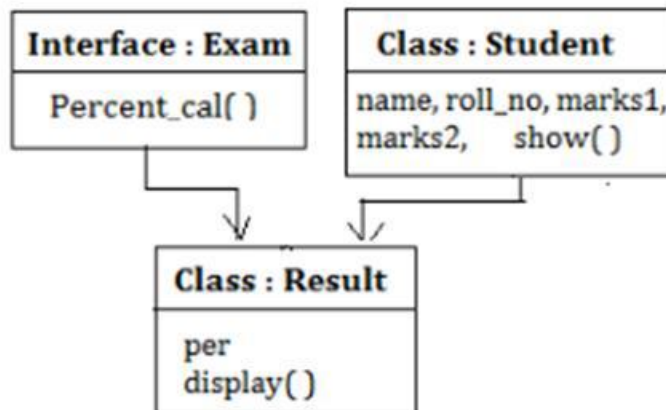 Interface : Exam
Percent_cal( )
Class : Student
name, roll_no, marks1,
marks2, show( )
Class : Result
per
display( )